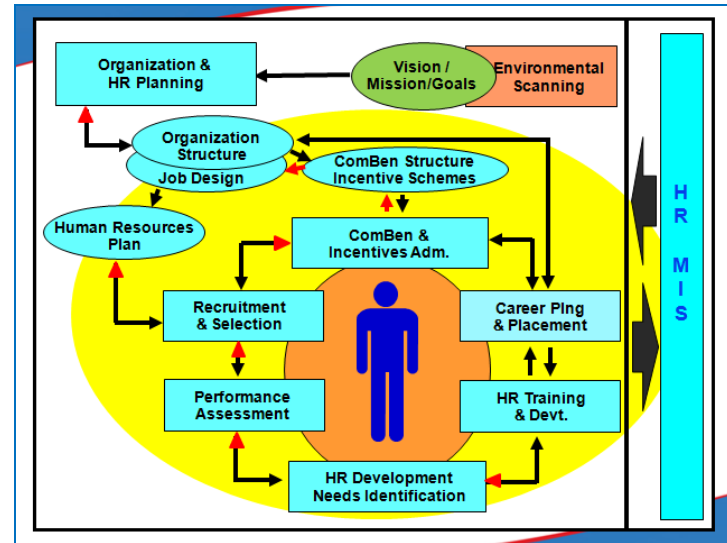 Organization &
HR Planning
Vision /
Mission/Goals
Environmental
Scanning
Organization
Structure
Job Design
ComBen Structure
Incentive Schemes
Human Resources
Plan
ComBen &
Incentives Adm.
Recruitment
& Selection
Career Plng
& Placement
Performance
Assessment
HR Training
& Devt.
HR Development
Needs Identification
H
R
M
I
S